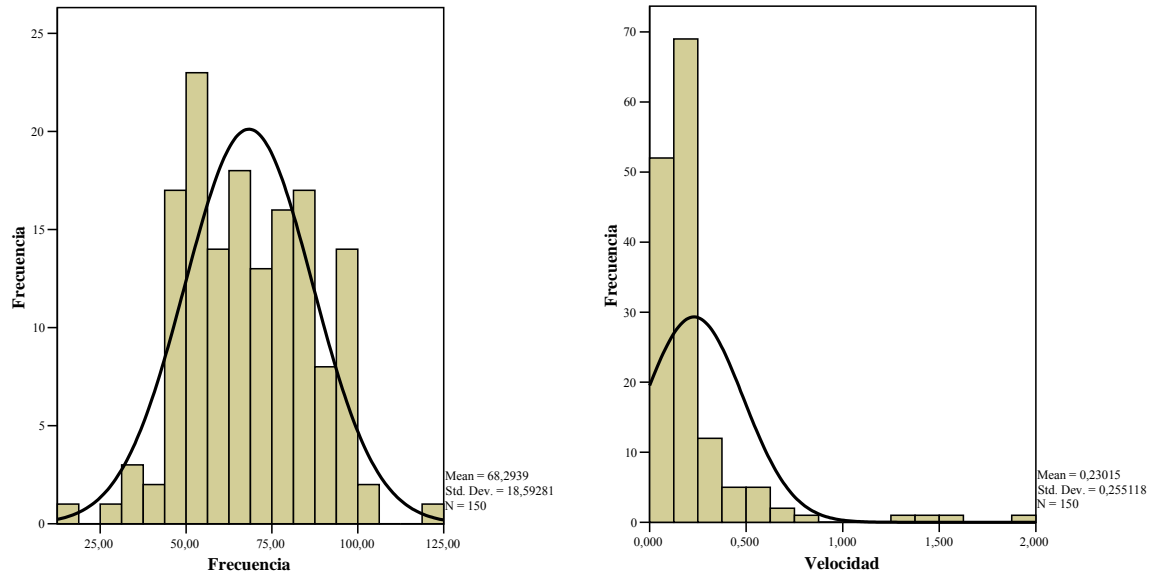 25
20
15
10
5
0
Frecuencia
25,00
50,00
75,00
100,00
125,00
Frecuencia
Mean = 68,2939
Std. Dev. = 18,59281
N = 150
70
60
50
40
30
20
10
0
Frecuencia
0,000
0,500
1,000
1,500
2,000
Velocidad
Mean = 0,23015
Std. Dev. = 0,255118
N = 150